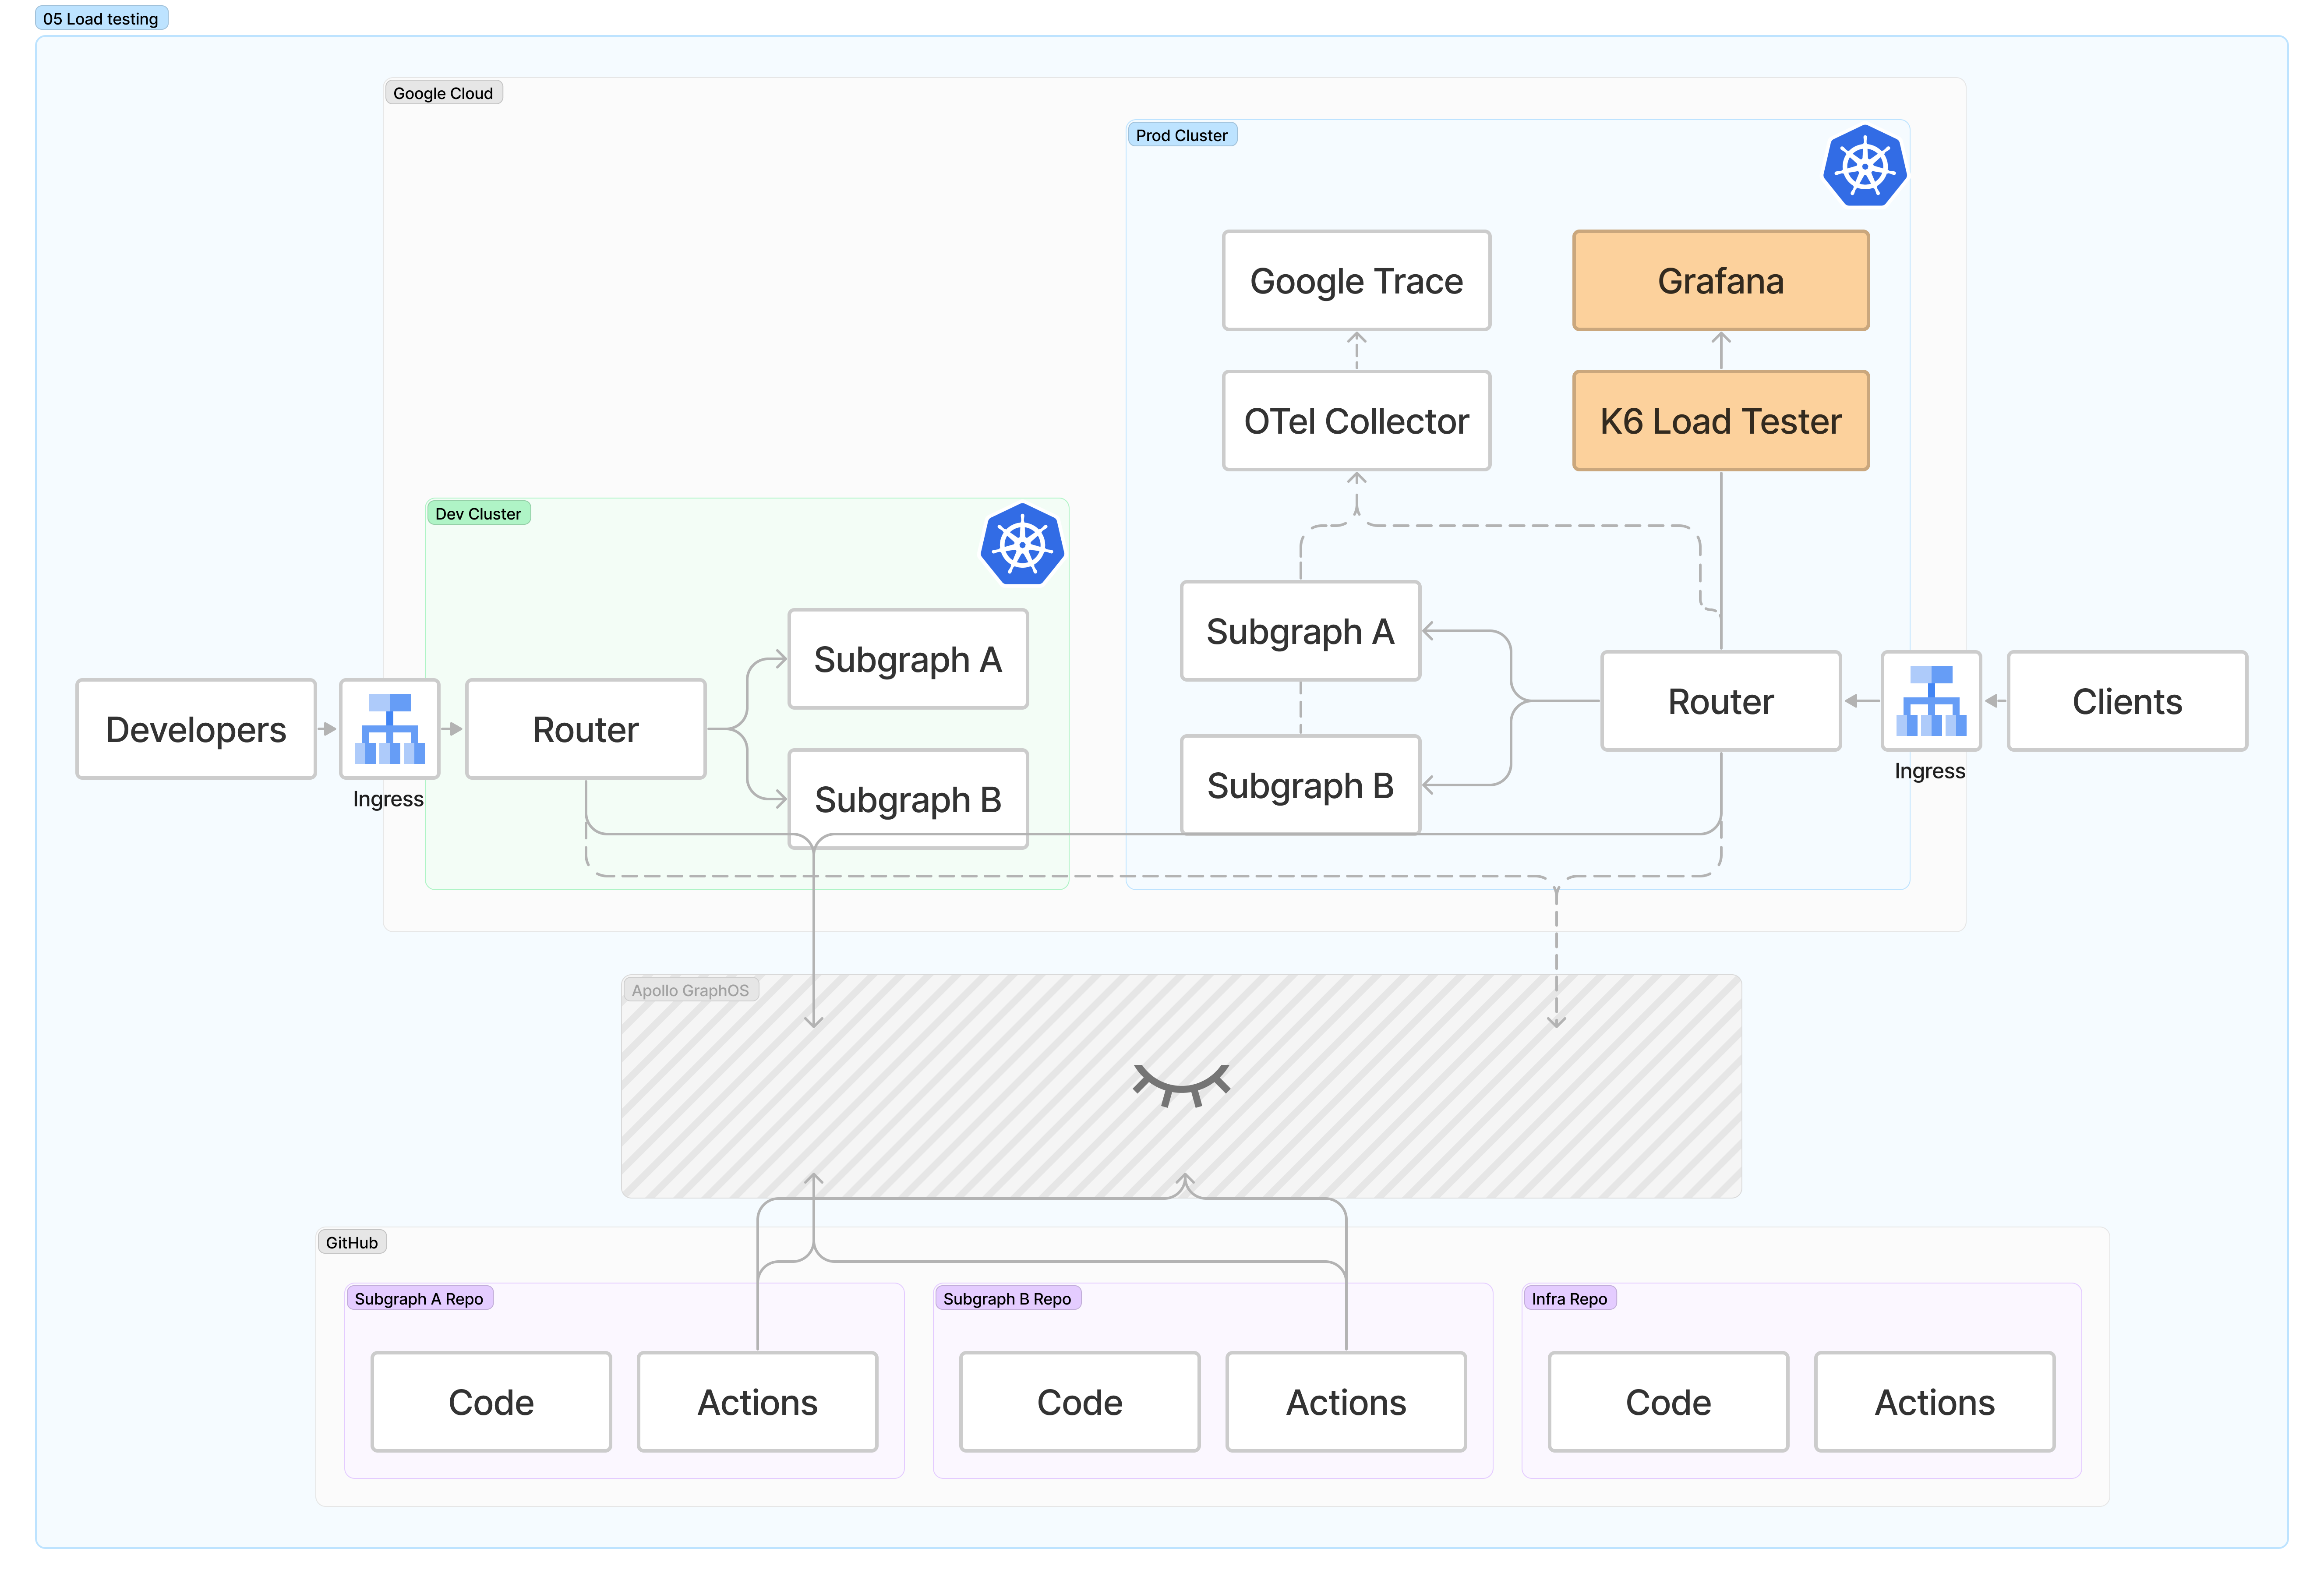 05 Load testing
Google Cloud
Prod Cluster
Google Trace
Grafana
OTel Collector
K6 Load Tester
Dev Cluster
Subgraph A
Subgraph A
Developers
Router
Router
Clients
Ingress
Ingress
Subgraph B
Subgraph B
Apollo GraphOS
GitHub
Subgraph A Repo
Subgraph B Repo
Infra Repo
Code
Actions
Code
Actions
Code
Actions